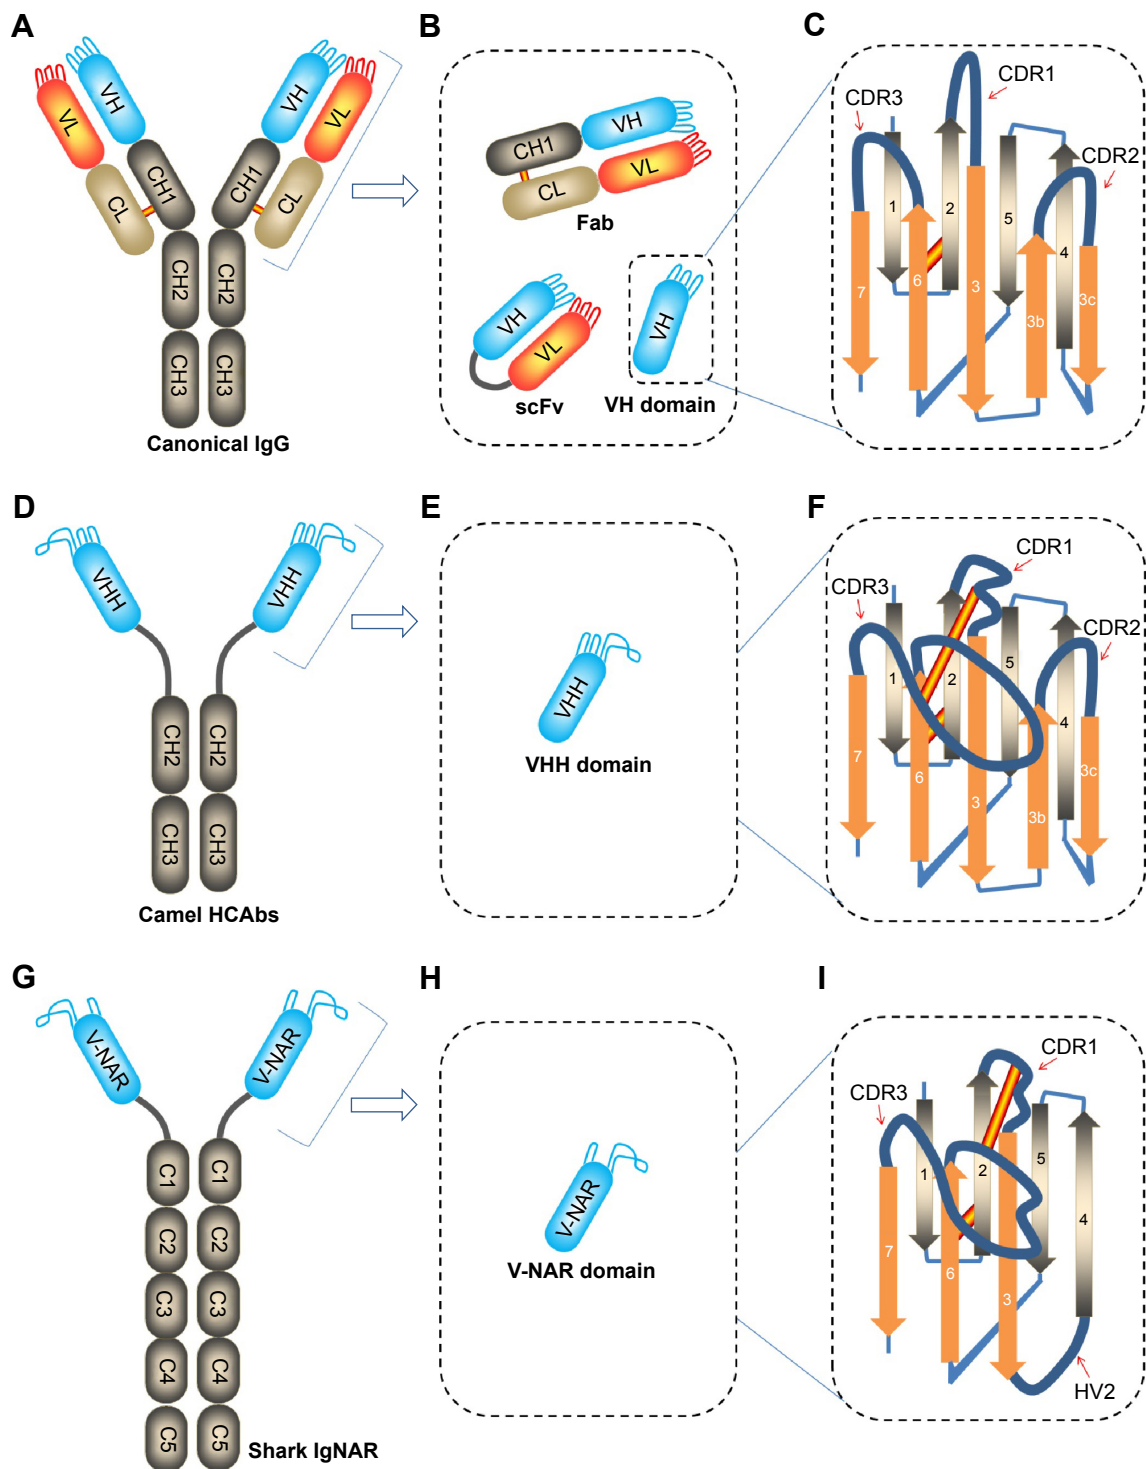 A
VL
VH
VH
VL
CH1
CH1
CL
CL
CH2
CH2
CH3
CH3
Canonical IgG
B
CH1
VH
CL
VL
Fab
VH
VL
scFv
VH
VH domain
C
CDR1
CDR3
CDR2
1
2
5
4
7
6
3
3b
3c
D
VHH
VHH
CH2
CH2
CH3
CH3
Camel HCAbs
E
VHH
VHH domain
F
CDR1
CDR3
CDR2
1
2
5
4
7
6
3
3b
3c
G
V-NAR
V-NAR
C1
C1
C2
C2
C3
C3
C4
C4
C5
C5
Shark IgNAR
H
V-NAR
V-NAR domain
I
CDR1
CDR3
1
2
5
4
7
6
3
HV2